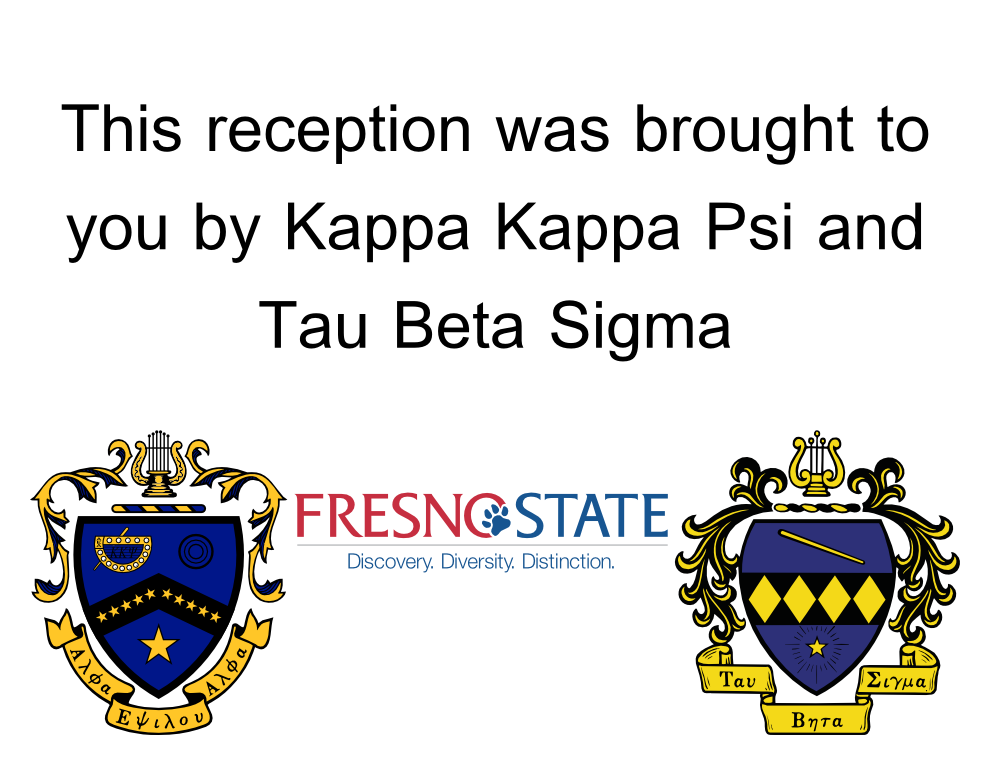 This reception was brought to
you by Kappa Kappa Psi and
Tau Beta Sigma
FRESNO STATE
Discovery. Diversity. Distinction.
Αλφα
Εψιλου
Αλφα
Ταυ
Βητα
Σιγμα